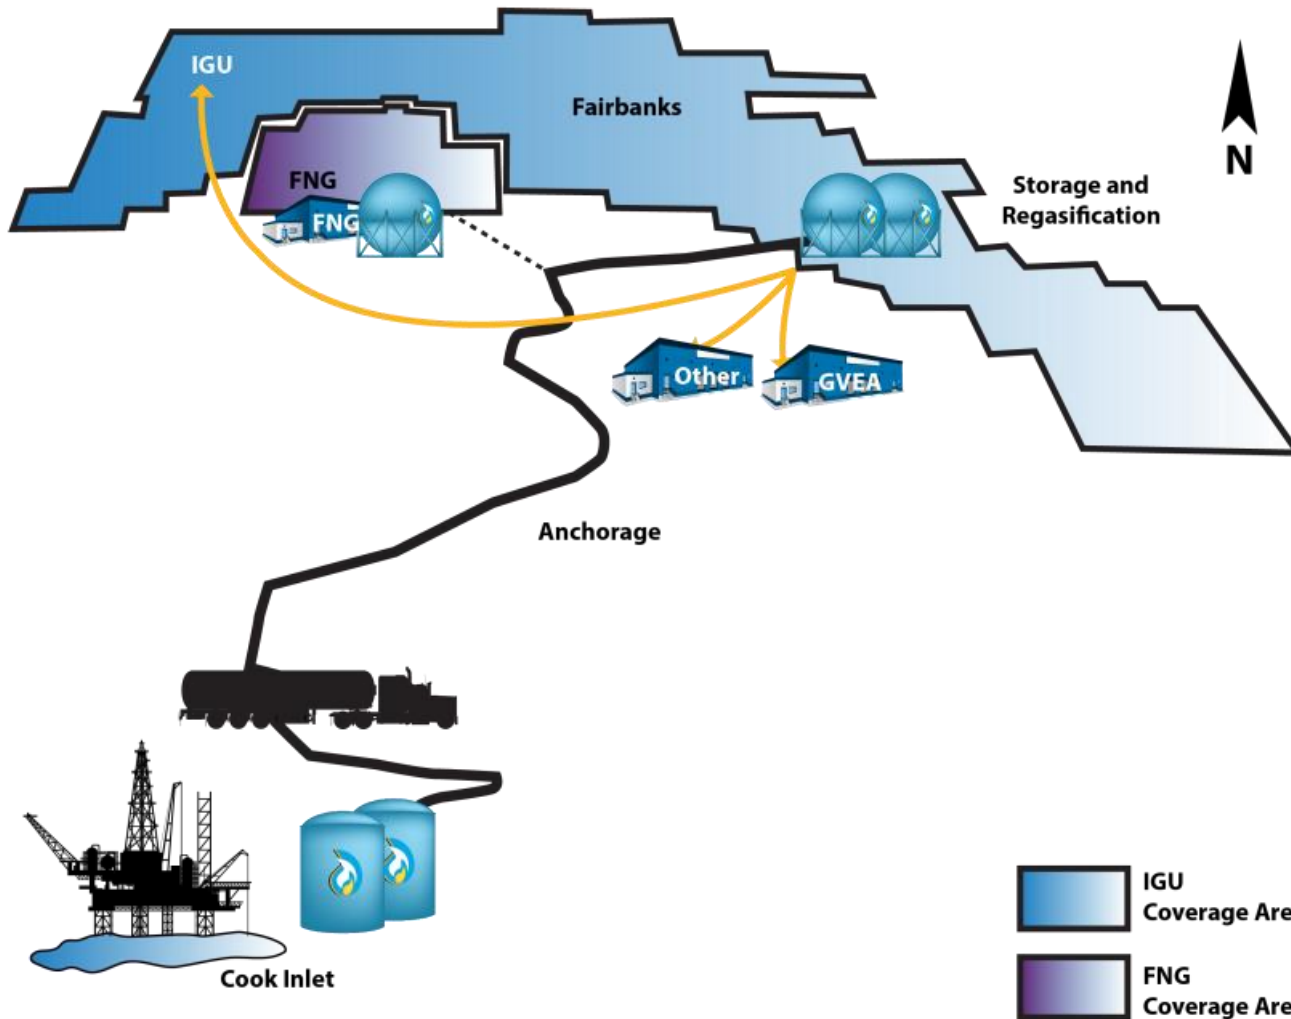 IGU
Fairbanks
N
FNG
FNG
Storage and
Regasification
Other
GVEA
Anchorage
Cook Inlet
IGU
Coverage Are
FNG
Coverage Are